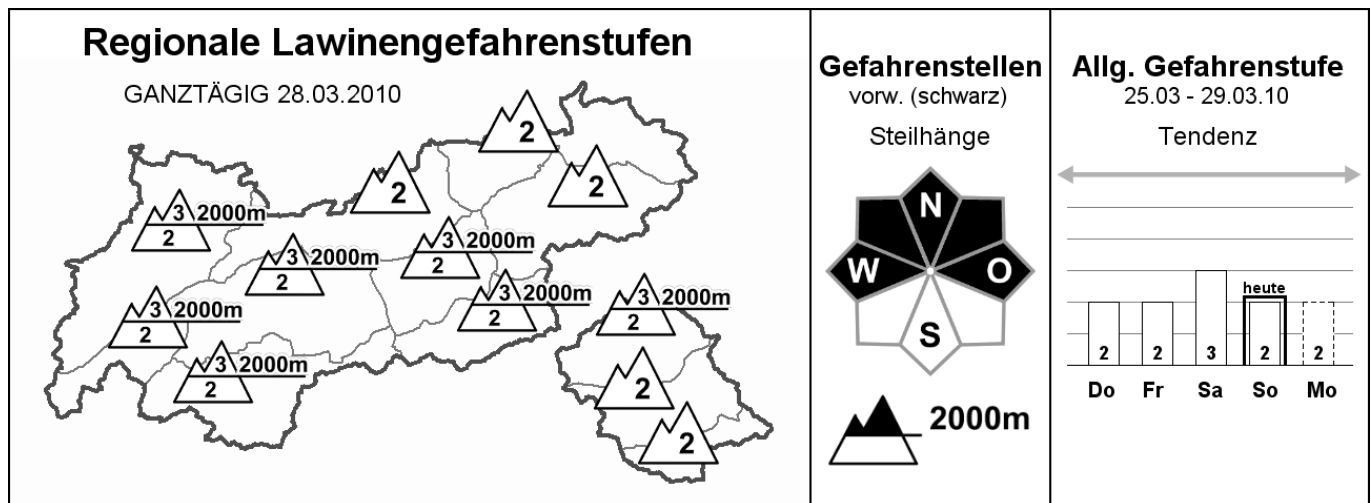 Regionale Lawinengefahrenstufen
GANZTÄGIG 28.03.2010
2
2
2
3 2000m
2
3 2000m
2
3 2000m
2
3 2000m
2
3 2000m
2
3 2000m
2
3 2000m
2
2
2
Gefahrenstellen
vorw. (schwarz)
Steilhänge
N
W O
S
2000m
Allg. Gefahrenstufe
25.03 - 29.03.10
Tendenz
heute
2 2 3 2 2
Do Fr Sa So Mo